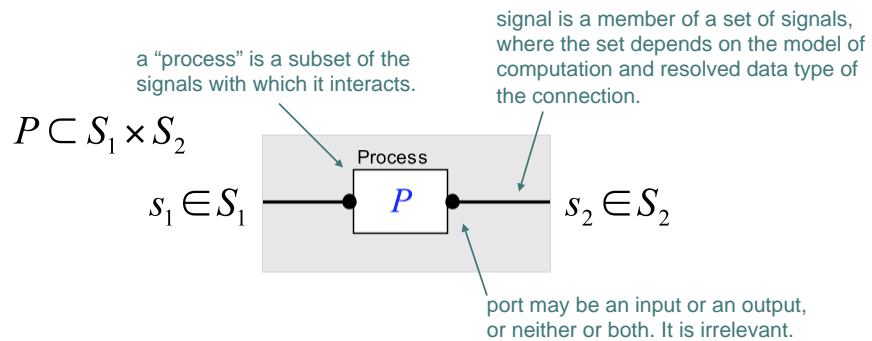 signal is a member of a set of signals,
where the set depends on the model of
computation and resolved data type of
the connection.
a “process” is a subset of the
signals with which it interacts.
P ⊂ S₁ × S₂
Process
s₁ ∈ S₁
P
s₂ ∈ S₂
port may be an input or an output,
or neither or both. It is irrelevant.